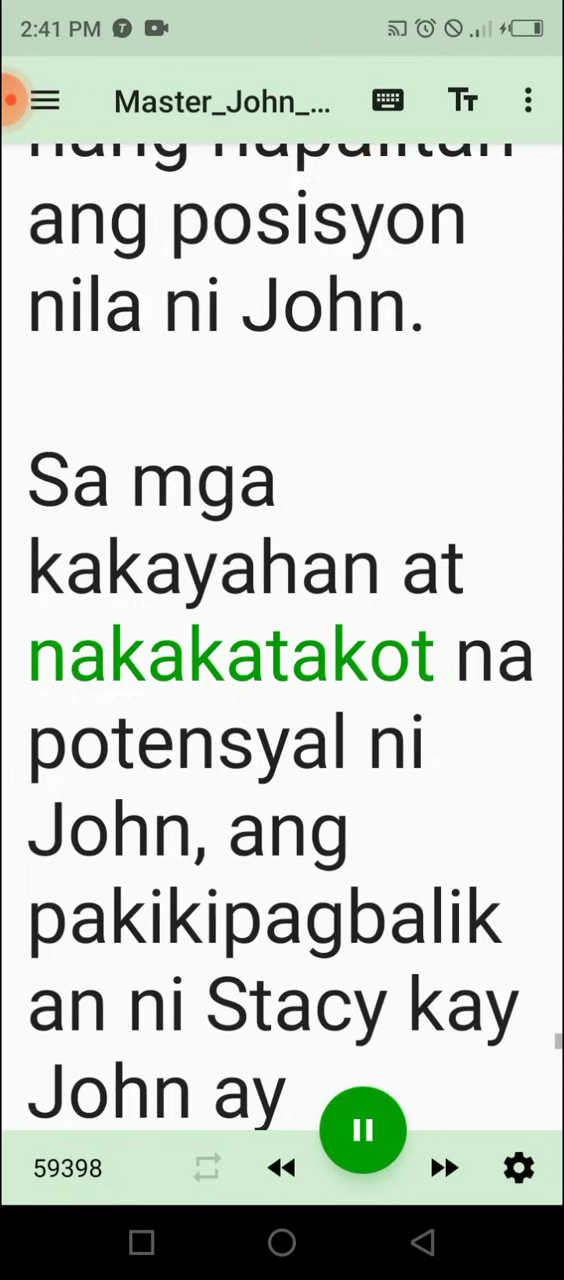 2:41 PM
Master_John_...
ang posisyon
nila ni John.
Sa mga
kakayahan at
nakakatakot na
potensyal ni
John, ang
pakikipagbalik
an ni Stacy kay
John ay
59398